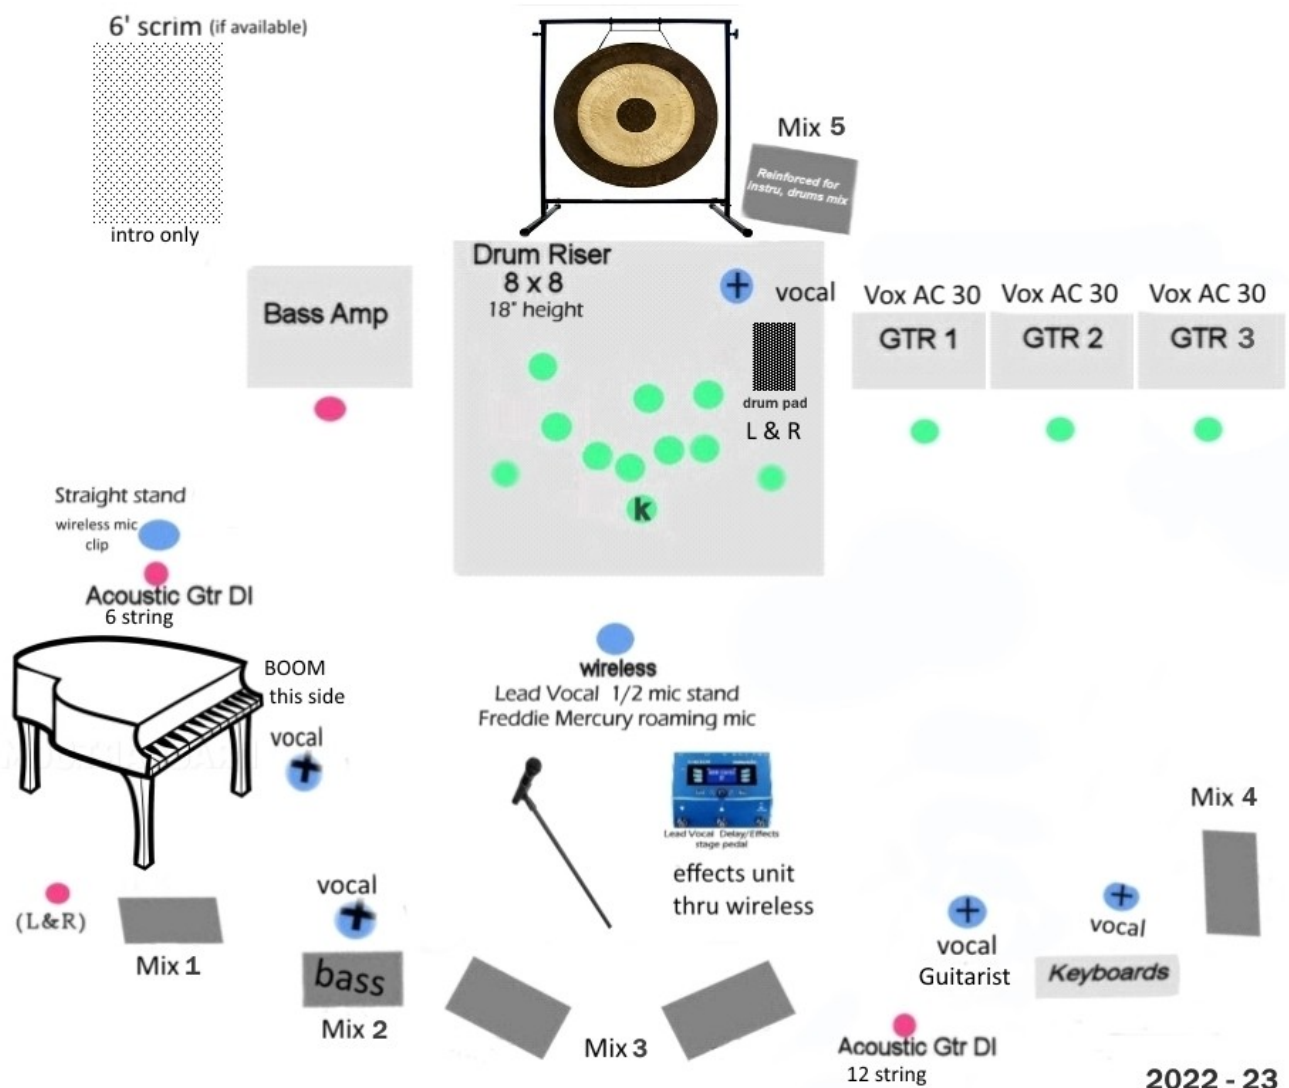 6' scrim (if available)
intro only
Mix 5
Reinforced for
instru, drums mix
Drum Riser
8 x 8
18" height
vocal
drum pad
L & R
k
Bass Amp
Vox AC 30
GTR 1
Vox AC 30
GTR 2
Vox AC 30
GTR 3
Straight stand
wireless mic
clip
Acoustic Gtr DI
6 string
BOOM
this side
vocal
(L&R)
Mix 1
vocal
bass
Mix 2
wireless
Lead Vocal 1/2 mic stand
Freddie Mercury roaming mic
Lead Vocal Delay/Effects
stage pedal
effects unit
thru wireless
Mix 3
vocal
Guitarist
Acoustic Gtr DI
12 string
vocal
Keyboards
Mix 4
2022 - 23